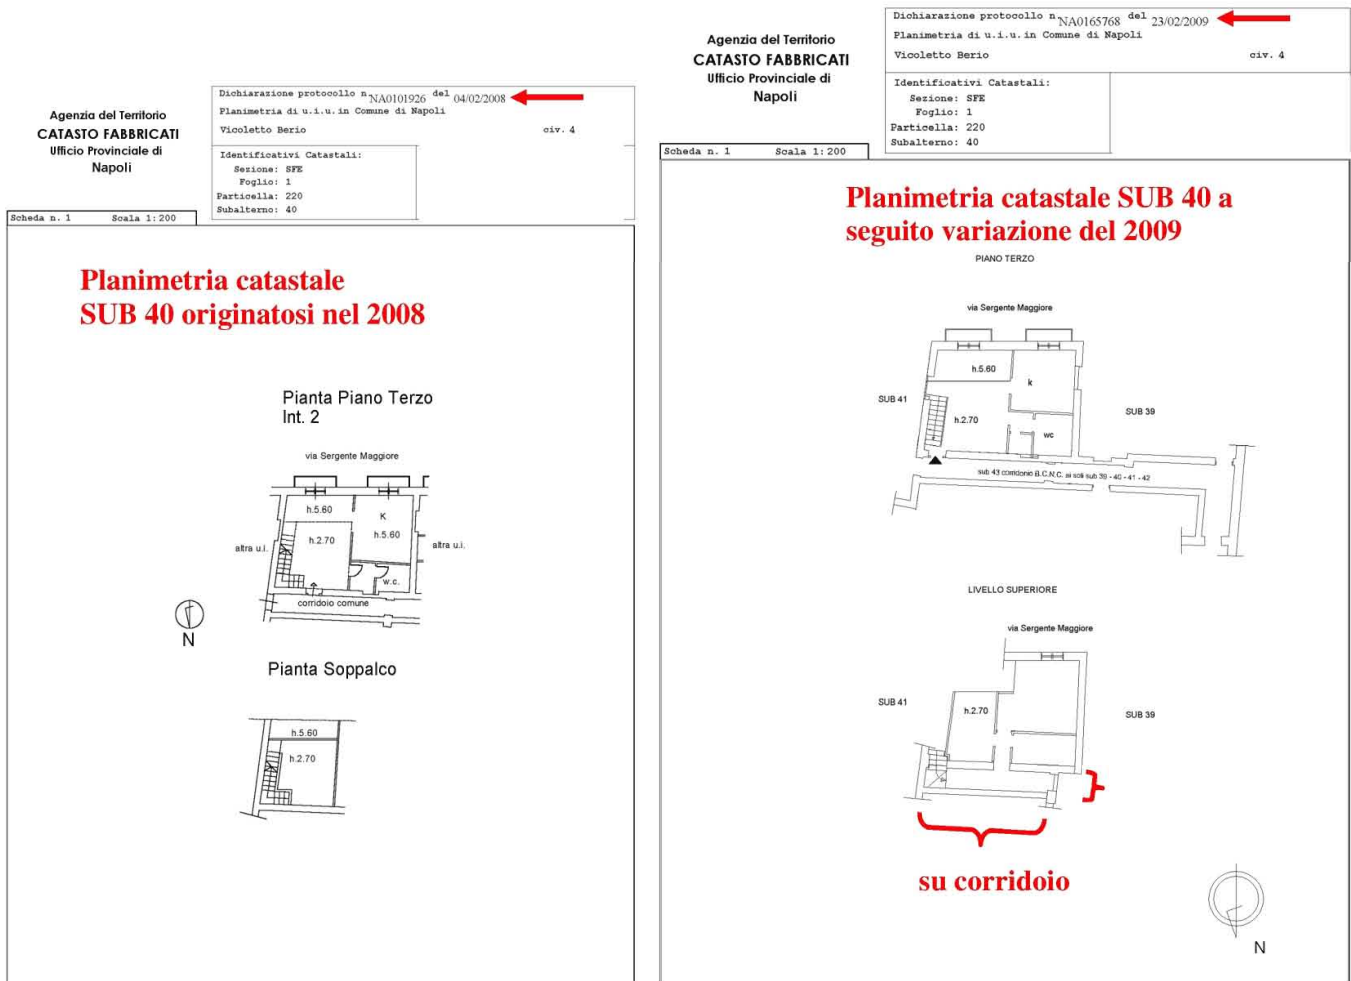 Agenzia del Territorio
CATASTO FABBRICATI
Ufficio Provinciale di
Napoli
Dichiarazione protocollo n. NA0101926 del 04/02/2008
Planimetria di u.i.u. in Comune di Napoli
Vicoletto Berio civ. 4
Identificativi Catastali:
Sezione: SFE
Foglio: 1
Particella: 220
Subalterno: 40
Scheda n. 1 Scala 1:200
Planimetria catastale
SUB 40 originatosi nel 2008
Pianta Piano Terzo
Int. 2
via Sergente Maggiore
h.5.60
K
h.2.70
h.5.60
altra u.i.
altra u.i.
w.c.
corridoio comune
N
Pianta Soppalco
h.5.60
h.2.70
Agenzia del Territorio
CATASTO FABBRICATI
Ufficio Provinciale di
Napoli
Dichiarazione protocollo n. NA0165768 del 23/02/2009
Planimetria di u.i.u. in Comune di Napoli
Vicoletto Berio civ. 4
Identificativi Catastali:
Sezione: SFE
Foglio: 1
Particella: 220
Subalterno: 40
Scheda n. 1 Scala 1:200
Planimetria catastale SUB 40 a
seguito variazione del 2009
PIANO TERZO
via Sergente Maggiore
h.5.60
k
SUB 41
SUB 39
h.2.70
wc
sub 43 corridoio B.C.N.C. ai soli sub 39 - 40 - 41 - 42
LIVELLO SUPERIORE
via Sergente Maggiore
SUB 41
h.2.70
SUB 39
su corridoio
N